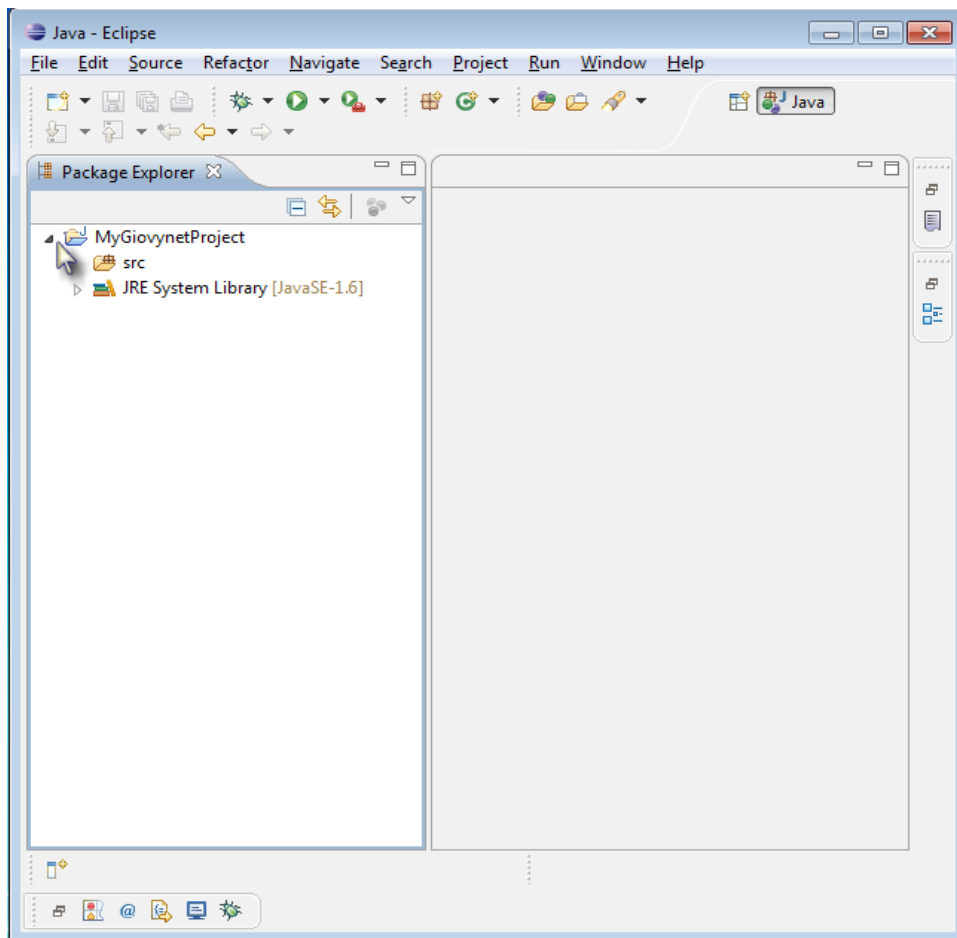 Java - Eclipse
File Edit Source Refactor Navigate Search Project Run Window Help
Java
Package Explorer
MyGiovynetProject
src
JRE System Library [JavaSE-1.6]